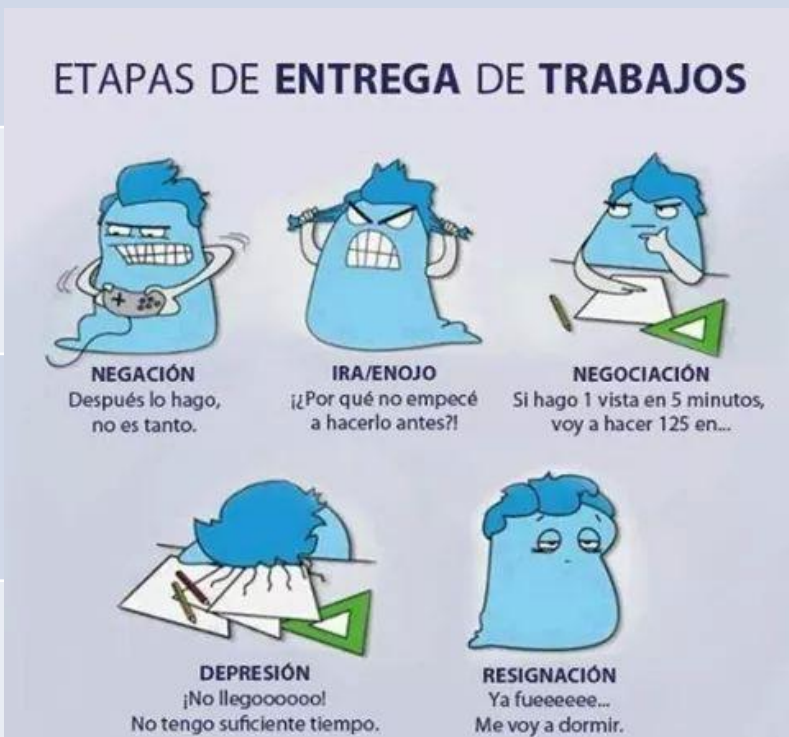 ETAPAS DE ENTREGA DE TRABAJOS
NEGACIÓN
Después lo hago,
no es tanto.
IRA/ENOJO
¡¿Por qué no empecé
a hacerlo antes?!
NEGOCIACIÓN
Si hago 1 vista en 5 minutos,
voy a hacer 125 en...
DEPRESIÓN
¡No llegoooooo!
No tengo suficiente tiempo.
RESIGNACIÓN
Ya fueeeeee...
Me voy a dormir.